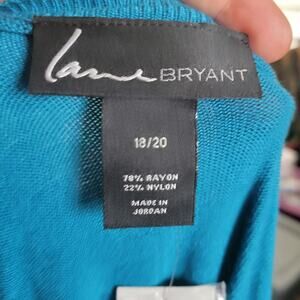 Lane BRYANT
18/20
78% RAYON
22% NYLON
MADE IN
JORDAN